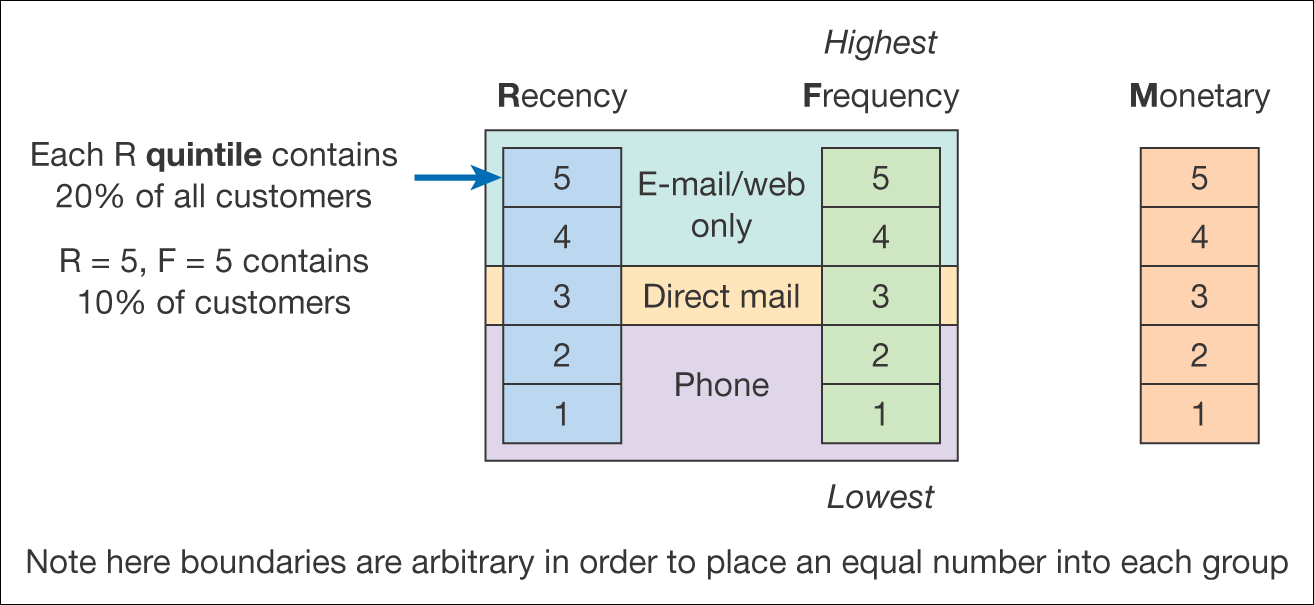 Highest
Recency
Frequency
Monetary
Each R quintile contains
20% of all customers
R = 5, F = 5 contains
10% of customers
5
4
3
2
1
E-mail/web
only
Direct mail
Phone
5
4
3
2
1
5
4
3
2
1
Lowest
Note here boundaries are arbitrary in order to place an equal number into each group